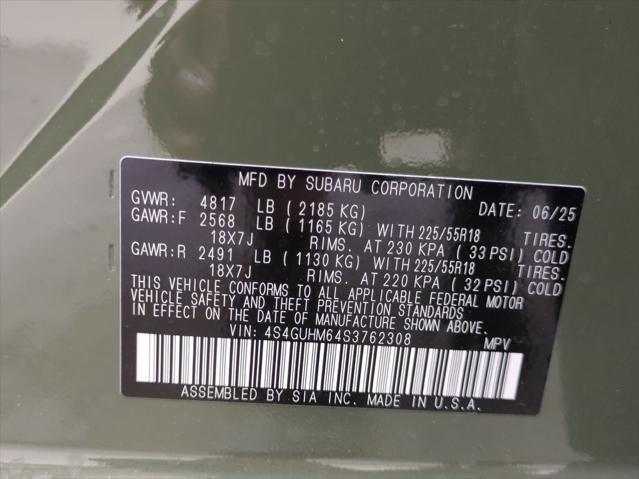 MFD BY SUBARU CORPORATION
GVWR: 4817 LB ( 2185 KG) DATE: 06/25
GAWR:F 2568 LB ( 1165 KG) WITH 225/55R18 TIRES.
18X7J RIMS. AT 230 KPA ( 33 PSI) COLD
GAWR:R 2491 LB ( 1130 KG) WITH 225/55R18 TIRES.
18X7J RIMS. AT 220 KPA ( 32 PSI) COLD
THIS VEHICLE CONFORMS TO ALL APPLICABLE FEDERAL MOTOR
VEHICLE SAFETY AND THEFT PREVENTION STANDARDS
IN EFFECT ON THE DATE OF MANUFACTURE SHOWN ABOVE.
VIN: 4S4GUHM64S3762308 MPV
ASSEMBLED BY SIA INC. MADE IN U.S.A.